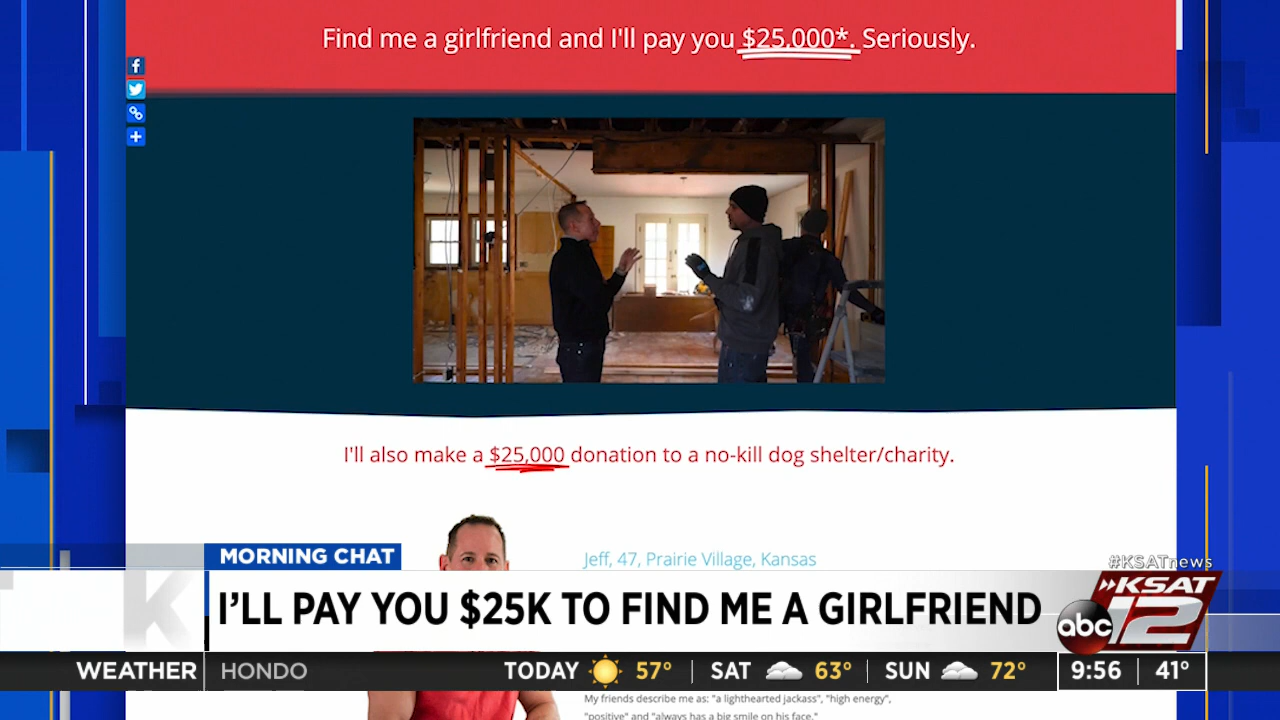 Find me a girlfriend and I'll pay you $25,000*. Seriously.
I'll also make a $25,000 donation to a no-kill dog shelter/charity.
MORNING CHAT
Jeff, 47, Prairie Village, Kansas
#KSATnews
I'LL PAY YOU $25K TO FIND ME A GIRLFRIEND
KSAT
abc 12
WEATHER HONDO TODAY 57° SAT 63° SUN 72° 9:56 41°
My friends describe me as: "a lighthearted jackass", "high energy",
"positive" and "always has a big smile on his face."